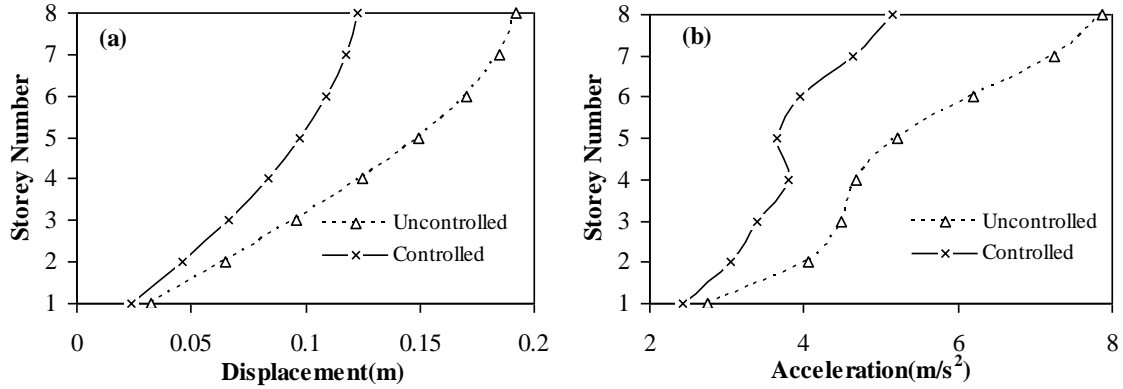 (a)
Storey Number
8
7
6
5
4
3
2
1
Uncontrolled
Controlled
0
0.05
0.1
0.15
0.2
Displacement(m)
(b)
Storey Number
8
7
6
5
4
3
2
1
Uncontrolled
Controlled
2
4
6
8
Acceleration(m/s²)